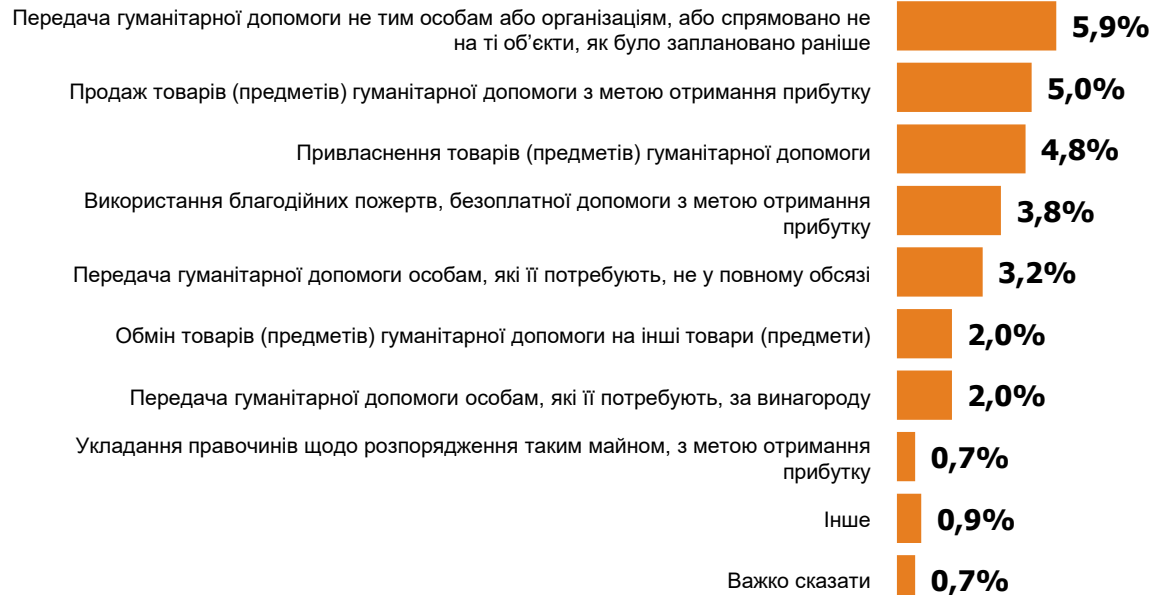 Передача гуманітарної допомоги не тим особам або організаціям, або спрямовано не
на ті об’єкти, як було заплановано раніше
5,9%
Продаж товарів (предметів) гуманітарної допомоги з метою отримання прибутку
5,0%
Привласнення товарів (предметів) гуманітарної допомоги
4,8%
Використання благодійних пожертв, безоплатної допомоги з метою отримання
прибутку
3,8%
Передача гуманітарної допомоги особам, які її потребують, не у повному обсязі
3,2%
Обмін товарів (предметів) гуманітарної допомоги на інші товари (предмети)
2,0%
Передача гуманітарної допомоги особам, які її потребують, за винагороду
2,0%
Укладання правочинів щодо розпорядження таким майном, з метою отримання
прибутку
0,7%
Інше
0,9%
Важко сказати
0,7%